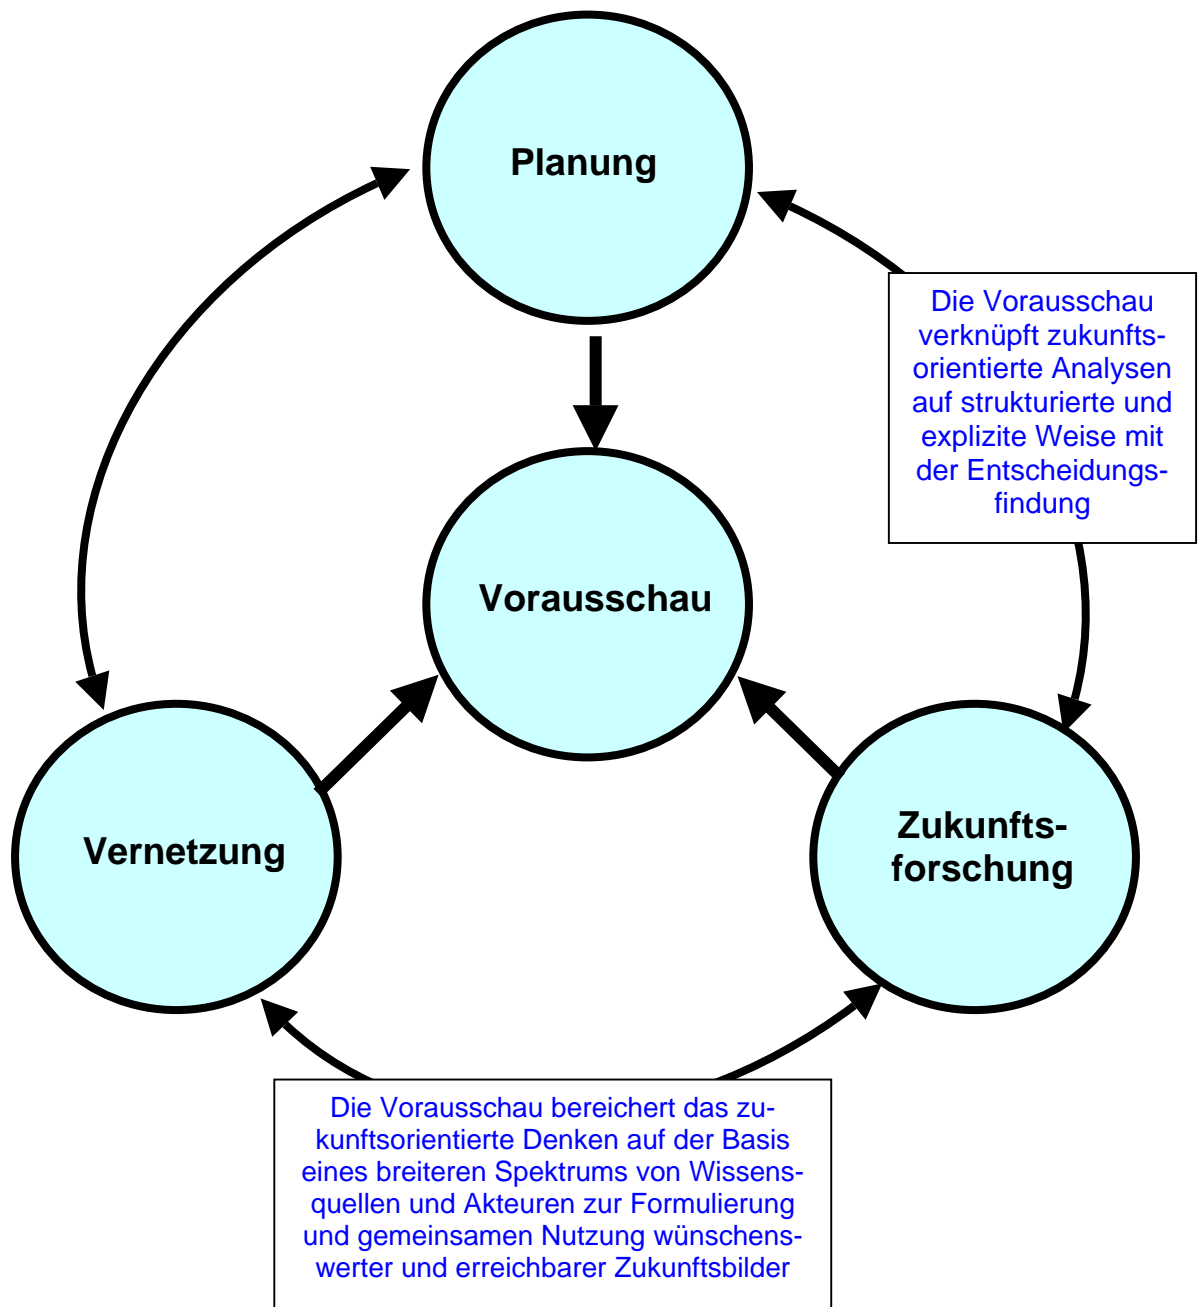 Planung
Die Vorausschau
verknüpft zukunfts-
orientierte Analysen
auf strukturierte und
explizite Weise mit
der Entscheidungs-
findung
Vorausschau
Vernetzung
Zukunfts-
forschung
Die Vorausschau bereichert das zu-
kunftsorientierte Denken auf der Basis
eines breiteren Spektrums von Wissens-
quellen und Akteuren zur Formulierung
und gemeinsamen Nutzung wünschens-
werter und erreichbarer Zukunftsbilder